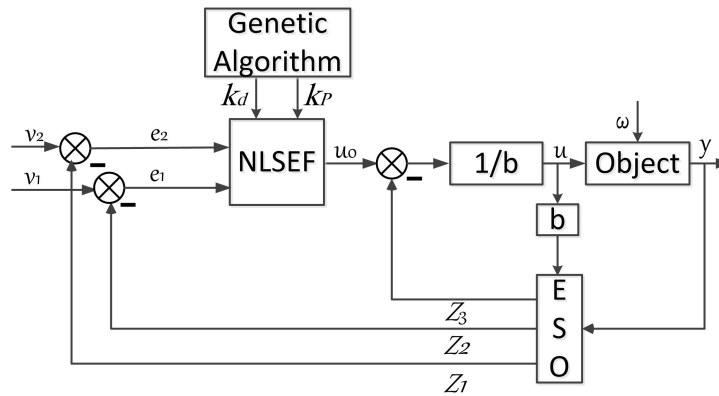 Genetic
Algorithm
kd
kP
v2
e2
NLSEF
u0
1/b
u
Object
ω
y
v1
e1
b
E
S
O
Z3
Z2
Z1